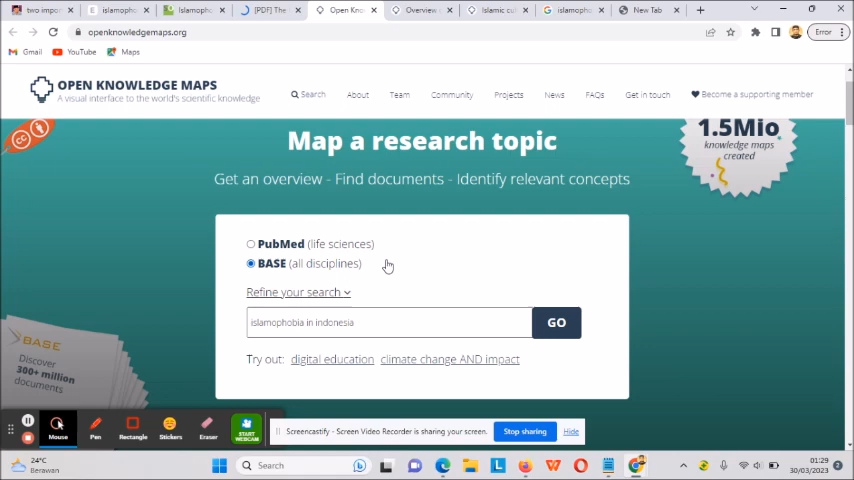 two impor
islamoph
Islamoph
[PDF] The
Open Kno
Overview o
Islamic cul
islamopho
New Tab
openknowledgemaps.org
Error
Gmail
YouTube
Maps
OPEN KNOWLEDGE MAPS
A visual interface to the world's scientific knowledge
Search
About
Team
Community
Projects
News
FAQs
Get in touch
Become a supporting member
Map a research topic
1.5Mio
knowledge maps
created
Get an overview - Find documents - Identify relevant concepts
cc
PubMed (life sciences)
BASE (all disciplines)
Refine your search
islamophobia in indonesia
GO
Try out: digital education climate change AND impact
BASE
Discover
300+ million
documents
Mouse
Pen
Rectangle
Stickers
Eraser
START
WEBCAM
Screencastify - Screen Video Recorder is sharing your screen.
Stop sharing
Hide
24°C
Berawan
Search
01:29
30/03/2023